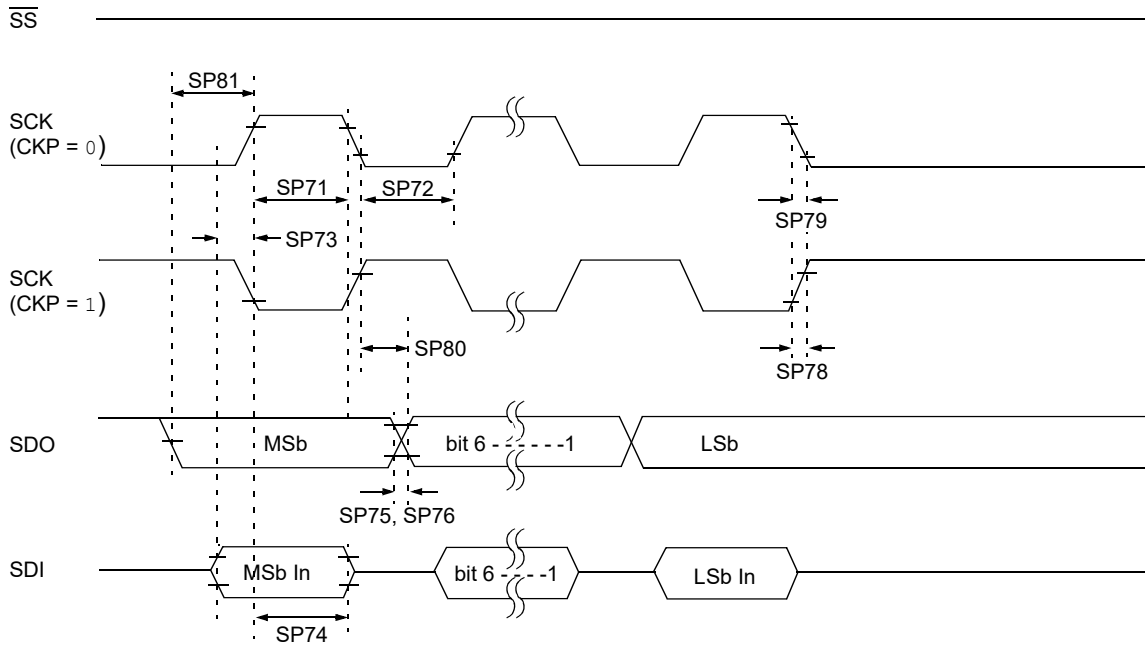 SS
SP81
SCK
(CKP = 0)
SP71
SP72
SP79
SP73
SCK
(CKP = 1)
SP80
SP78
SDO
MSb
bit 6 - - - - - - -1
LSb
SP75, SP76
SDI
MSb In
bit 6 - - - - -1
LSb In
SP74